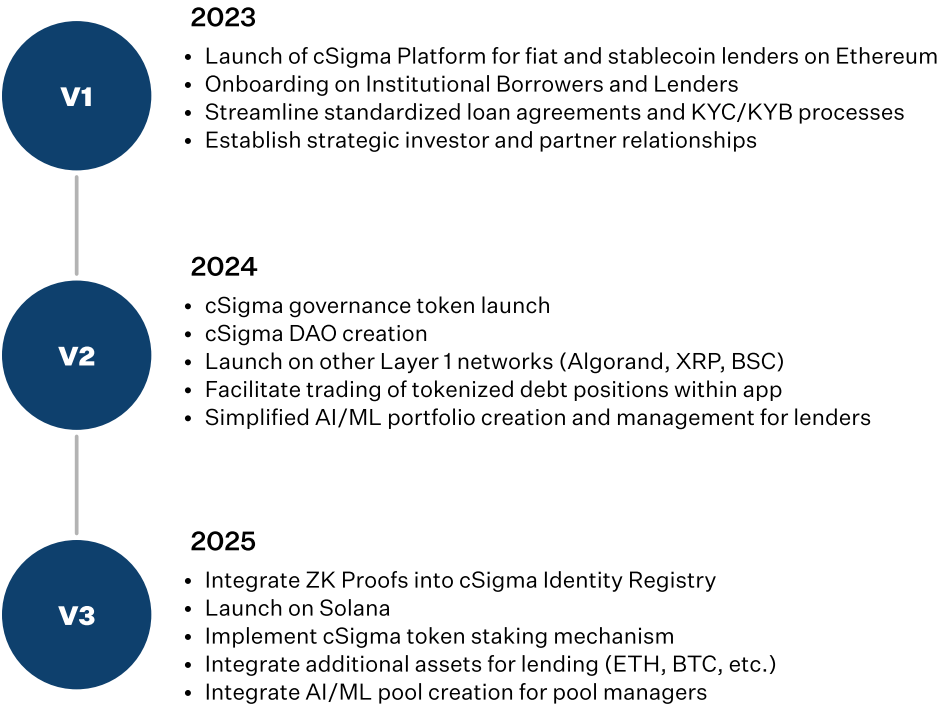 2023
V1
• Launch of cSigma Platform for fiat and stablecoin lenders on Ethereum
• Onboarding on Institutional Borrowers and Lenders
• Streamline standardized loan agreements and KYC/KYB processes
• Establish strategic investor and partner relationships
2024
V2
• cSigma governance token launch
• cSigma DAO creation
• Launch on other Layer 1 networks (Algorand, XRP, BSC)
• Facilitate trading of tokenized debt positions within app
• Simplified AI/ML portfolio creation and management for lenders
2025
V3
• Integrate ZK Proofs into cSigma Identity Registry
• Launch on Solana
• Implement cSigma token staking mechanism
• Integrate additional assets for lending (ETH, BTC, etc.)
• Integrate AI/ML pool creation for pool managers